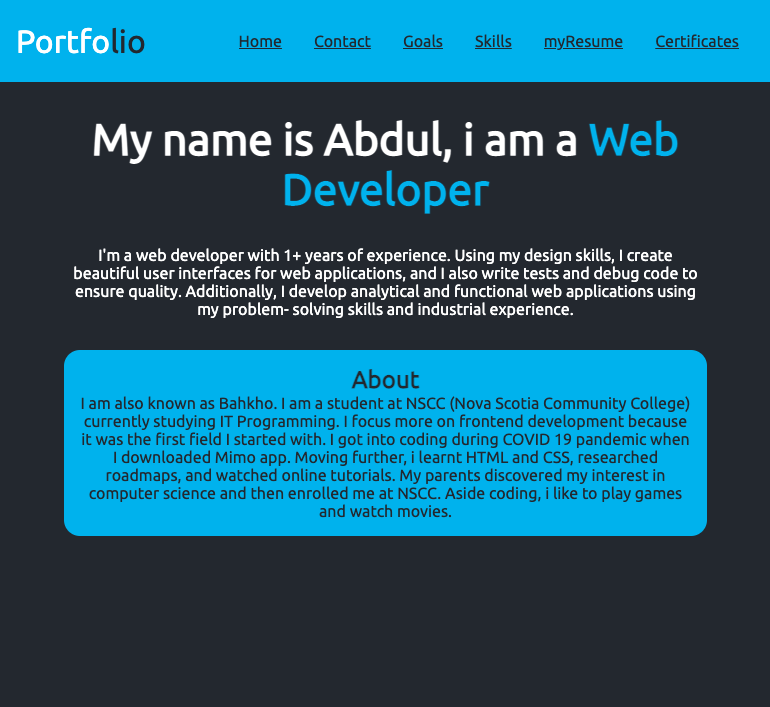 Portfolio
Home Contact Goals Skills myResume Certificates
My name is Abdul, i am a Web
Developer
I'm a web developer with 1+ years of experience. Using my design skills, I create
beautiful user interfaces for web applications, and I also write tests and debug code to
ensure quality. Additionally, I develop analytical and functional web applications using
my problem- solving skills and industrial experience.
About
I am also known as Bahkho. I am a student at NSCC (Nova Scotia Community College)
currently studying IT Programming. I focus more on frontend development because
it was the first field I started with. I got into coding during COVID 19 pandemic when
I downloaded Mimo app. Moving further, i learnt HTML and CSS, researched
roadmaps, and watched online tutorials. My parents discovered my interest in
computer science and then enrolled me at NSCC. Aside coding, i like to play games
and watch movies.